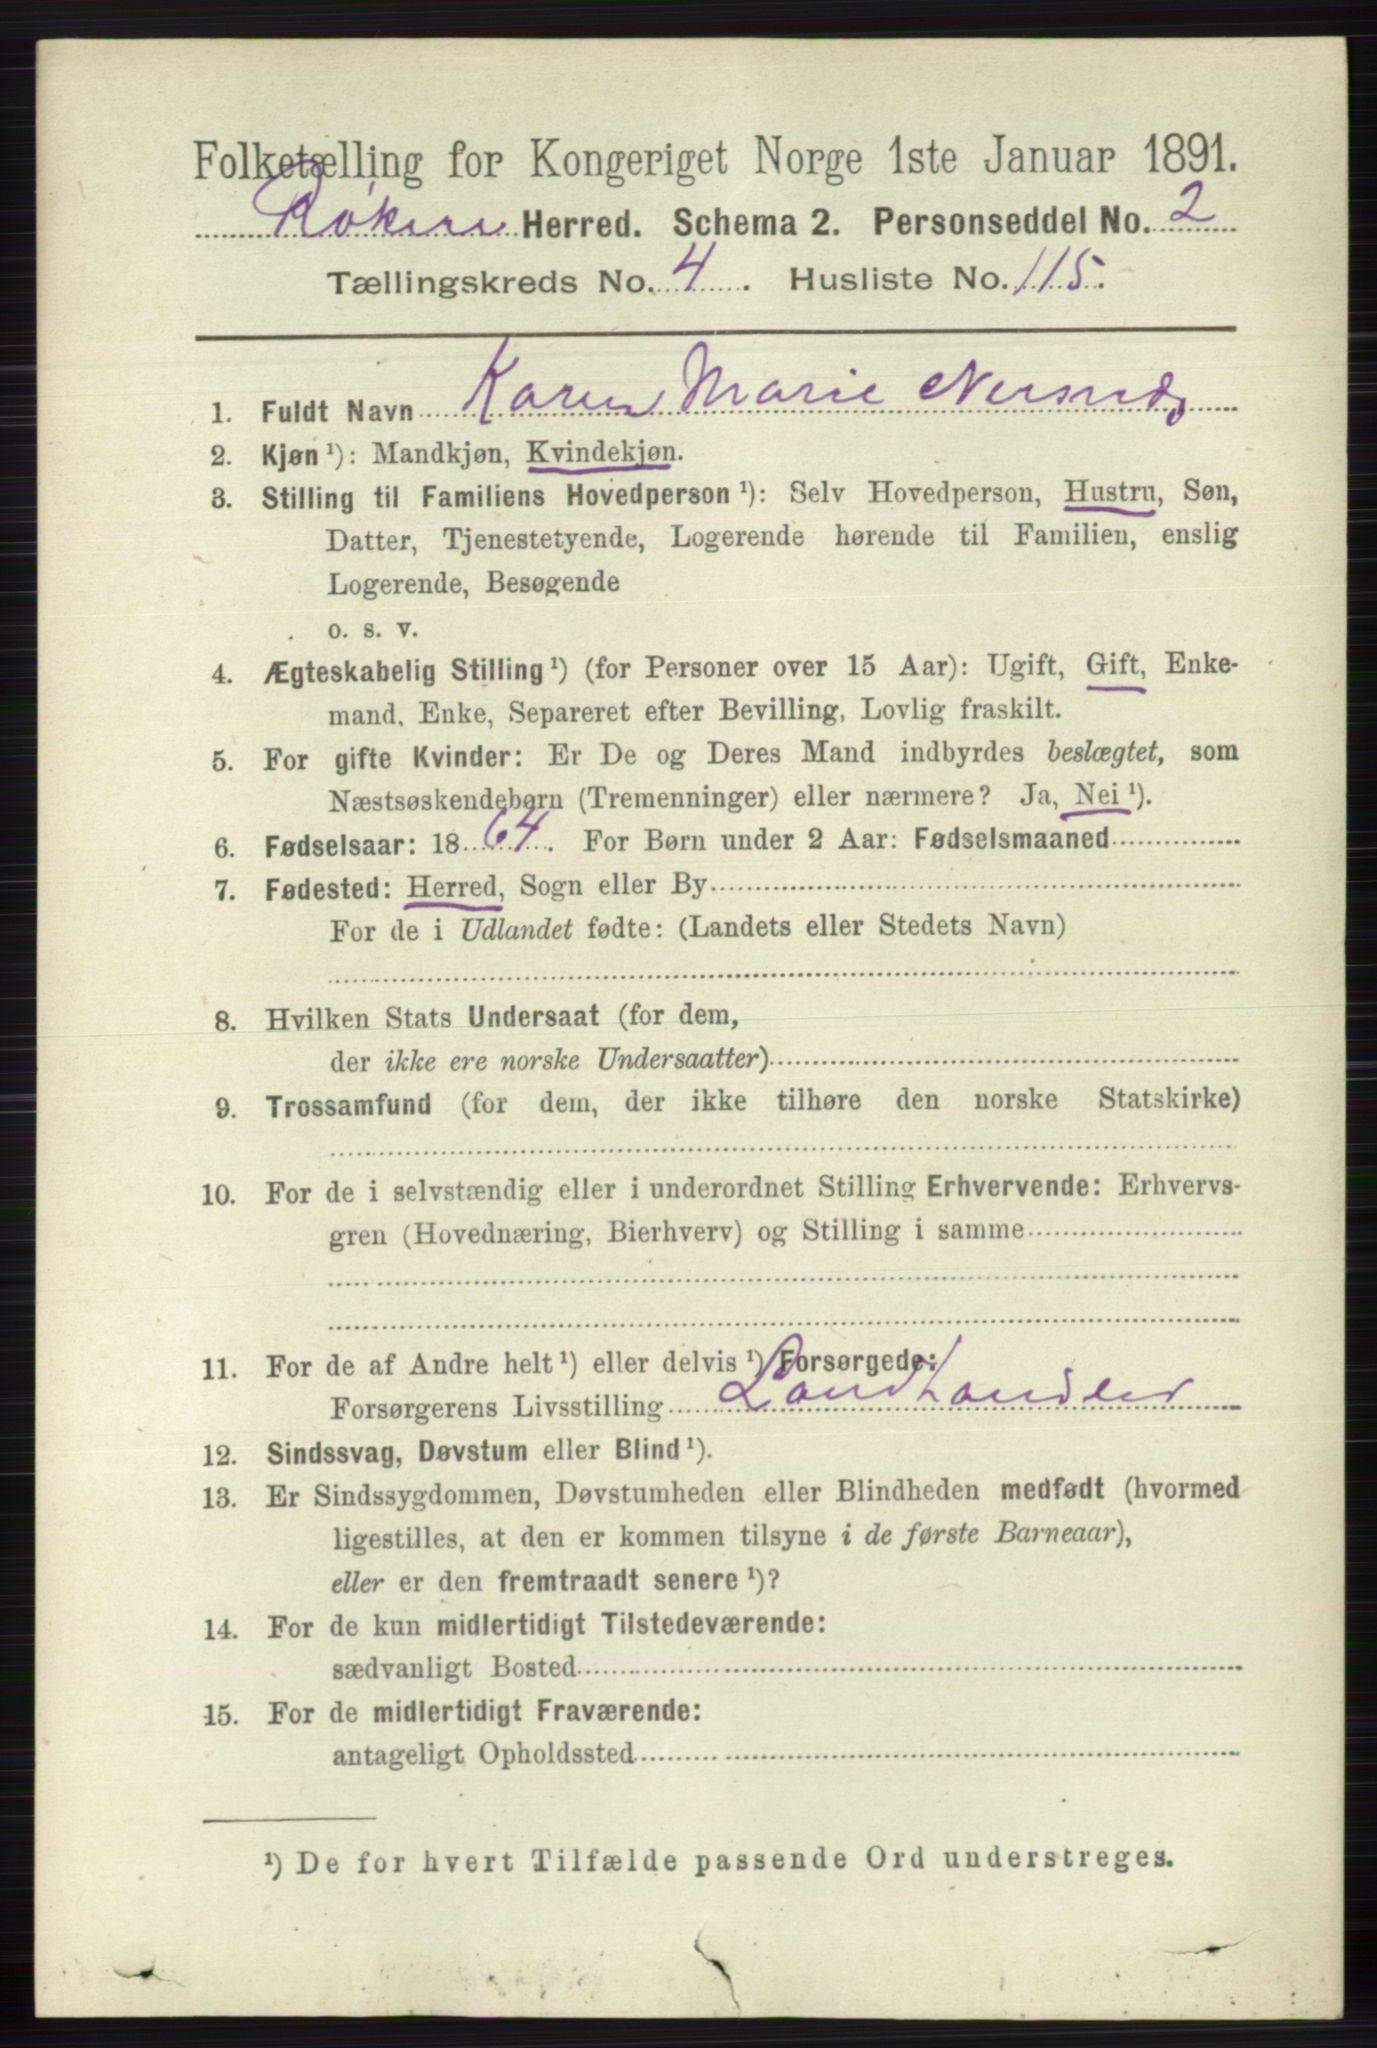 Folketælling for Kongeriget Norge 1ste Januar 1891.
Røken Herred. Schema 2. Personseddel No. 2
Tællingskreds No. 4. Husliste No. 115.
1. Fuldt Navn Karen Marie
2. Kjøn ¹): Mandkjøn, Kvindekjøn.
3. Stilling til Familiens Hovedperson ¹): Selv Hovedperson, Hustru, Søn,
Datter, Tjenestetyende, Logerende hørende til Familien, enslig
Logerende, Besøgende
o. s. v.
4. Ægteskabelig Stilling ¹) (for Personer over 15 Aar): Ugift, Gift, Enke-
mand, Enke, Separeret efter Bevilling, Lovlig fraskilt.
5. For gifte Kvinder: Er De og Deres Mand indbyrdes beslægtet, som
Næstsøskendebørn (Tremenninger) eller nærmere? Ja, Nei ¹).
6. Fødselsaar: 1864. For Børn under 2 Aar: Fødselsmaaned
7. Fødested: Herred, Sogn eller By
For de i Udlandet fødte: (Landets eller Stedets Navn)
8. Hvilken Stats Undersaat (for dem,
der ikke ere norske Undersaatter)
9. Trossamfund (for dem, der ikke tilhøre den norske Statskirke)
10. For de i selvstændig eller i underordnet Stilling Erhvervende: Erhvervs-
gren (Hovednæring, Bierhverv) og Stilling i samme
11. For de af Andre helt ¹) eller delvis ¹) Forsørgede:
Forsørgerens Livsstilling Landhandler
12. Sindssvag, Døvstum eller Blind ¹).
13. Er Sindssygdommen, Døvstumheden eller Blindheden medfødt (hvormed
ligestilles, at den er kommen tilsyne i de første Barneaar),
eller er den fremtraadt senere ¹)?
14. For de kun midlertidigt Tilstedeværende:
sædvanligt Bosted
15. For de midlertidigt Fraværende:
antageligt Opholdssted
¹) De for hvert Tilfælde passende Ord understreges.